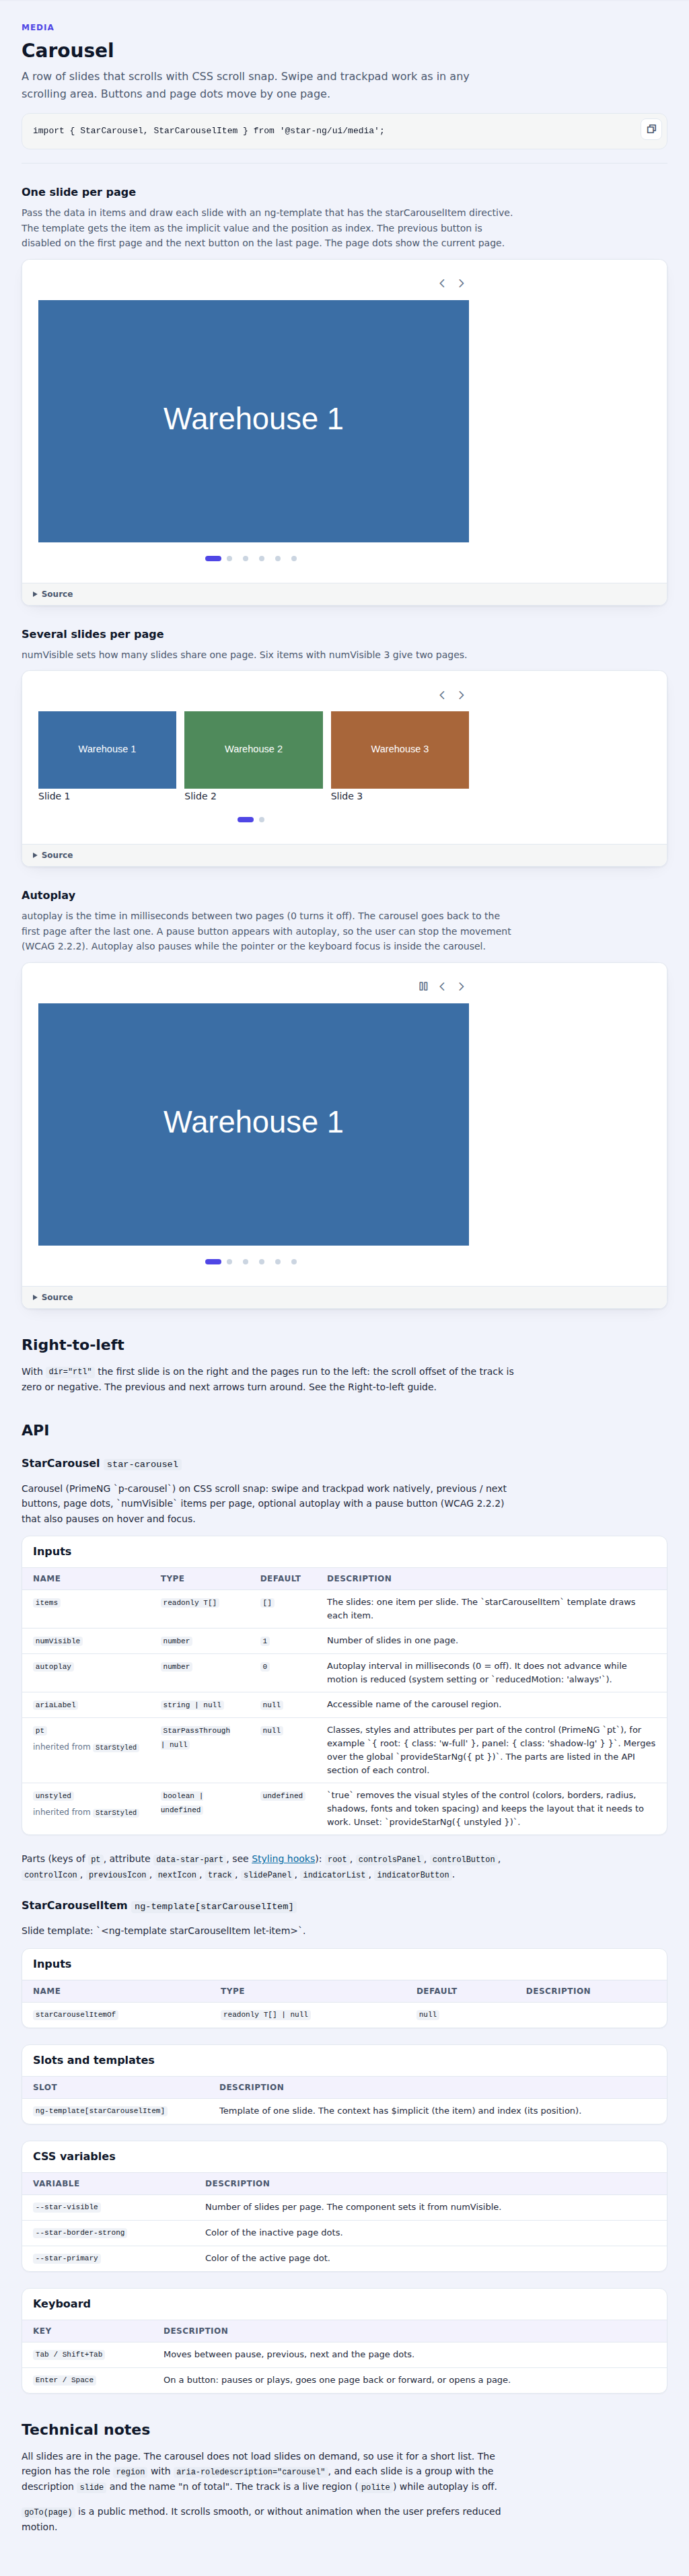 MEDIA
Carousel
A row of slides that scrolls with CSS scroll snap. Swipe and trackpad work as in any
scrolling area. Buttons and page dots move by one page.
import { StarCarousel, StarCarouselItem } from '@star-ng/ui/media';
One slide per page
Pass the data in items and draw each slide with an ng-template that has the starCarouselItem directive.
The template gets the item as the implicit value and the position as index. The previous button is
disabled on the first page and the next button on the last page. The page dots show the current page.
Warehouse 1
Source
Several slides per page
numVisible sets how many slides share one page. Six items with numVisible 3 give two pages.
Warehouse 1 Warehouse 2 Warehouse 3
Slide 1 Slide 2 Slide 3
Source
Autoplay
autoplay is the time in milliseconds between two pages (0 turns it off). The carousel goes back to the
first page after the last one. A pause button appears with autoplay, so the user can stop the movement
(WCAG 2.2.2). Autoplay also pauses while the pointer or the keyboard focus is inside the carousel.
Warehouse 1
Source
Right-to-left
With dir="rtl" the first slide is on the right and the pages run to the left: the scroll offset of the track is
zero or negative. The previous and next arrows turn around. See the Right-to-left guide.
API
StarCarousel star-carousel
Carousel (PrimeNG `p-carousel`) on CSS scroll snap: swipe and trackpad work natively, previous / next
buttons, page dots, `numVisible` items per page, optional autoplay with a pause button (WCAG 2.2.2)
that also pauses on hover and focus.
Inputs
NAME TYPE DEFAULT DESCRIPTION
items readonly T[] [] The slides: one item per slide. The `starCarouselItem` template draws
each item.
numVisible number 1 Number of slides in one page.
autoplay number 0 Autoplay interval in milliseconds (0 = off). It does not advance while
motion is reduced (system setting or `reducedMotion: 'always'`).
ariaLabel string | null null Accessible name of the carousel region.
pt StarPassThrough null Classes, styles and attributes per part of the control (PrimeNG `pt`), for
inherited from StarStyled | null example `{ root: { class: 'w-full' }, panel: { class: 'shadow-lg' } }`. Merges
over the global `provideStarNg({ pt })`. The parts are listed in the API
section of each control.
unstyled boolean | undefined `true` removes the visual styles of the control (colors, borders, radius,
inherited from StarStyled undefined shadows, fonts and token spacing) and keeps the layout that it needs to
work. Unset: `provideStarNg({ unstyled })`.
Parts (keys of pt, attribute data-star-part, see Styling hooks): root, controlsPanel, controlButton,
controlIcon, previousIcon, nextIcon, track, slidePanel, indicatorList, indicatorButton.
StarCarouselItem ng-template[starCarouselItem]
Slide template: `<ng-template starCarouselItem let-item>`.
Inputs
NAME TYPE DEFAULT DESCRIPTION
starCarouselItemOf readonly T[] | null null
Slots and templates
SLOT DESCRIPTION
ng-template[starCarouselItem] Template of one slide. The context has $implicit (the item) and index (its position).
CSS variables
VARIABLE DESCRIPTION
--star-visible Number of slides per page. The component sets it from numVisible.
--star-border-strong Color of the inactive page dots.
--star-primary Color of the active page dot.
Keyboard
KEY DESCRIPTION
Tab / Shift+Tab Moves between pause, previous, next and the page dots.
Enter / Space On a button: pauses or plays, goes one page back or forward, or opens a page.
Technical notes
All slides are in the page. The carousel does not load slides on demand, so use it for a short list. The
region has the role region with aria-roledescription="carousel", and each slide is a group with the
description slide and the name "n of total". The track is a live region (polite) while autoplay is off.
goTo(page) is a public method. It scrolls smooth, or without animation when the user prefers reduced
motion.